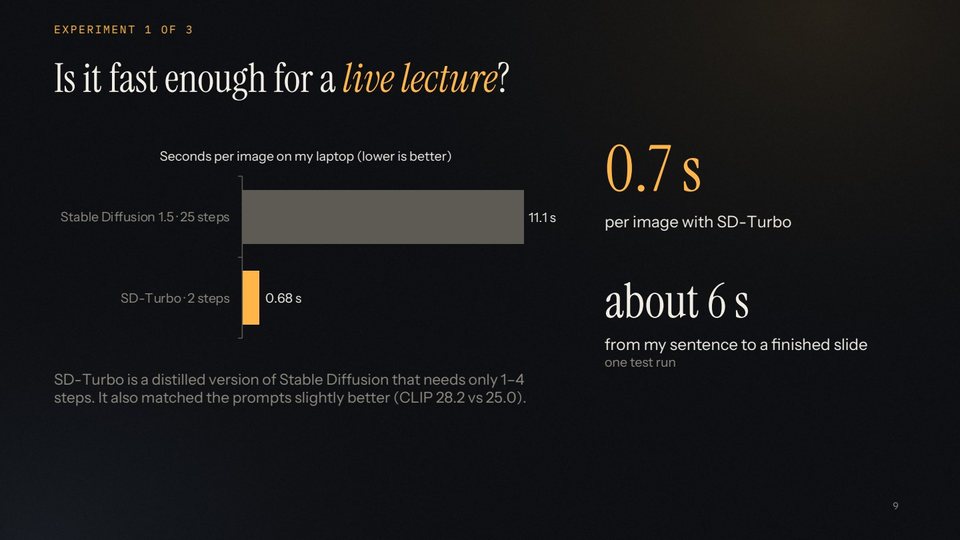 EXPERIMENT 1 OF 3
Is it fast enough for a live lecture?
Seconds per image on my laptop (lower is better)
Stable Diffusion 1.5 · 25 steps
11.1 s
SD-Turbo · 2 steps
0.68 s
SD-Turbo is a distilled version of Stable Diffusion that needs only 1–4
steps. It also matched the prompts slightly better (CLIP 28.2 vs 25.0).
0.7 s
per image with SD-Turbo
about 6 s
from my sentence to a finished slide
one test run
9